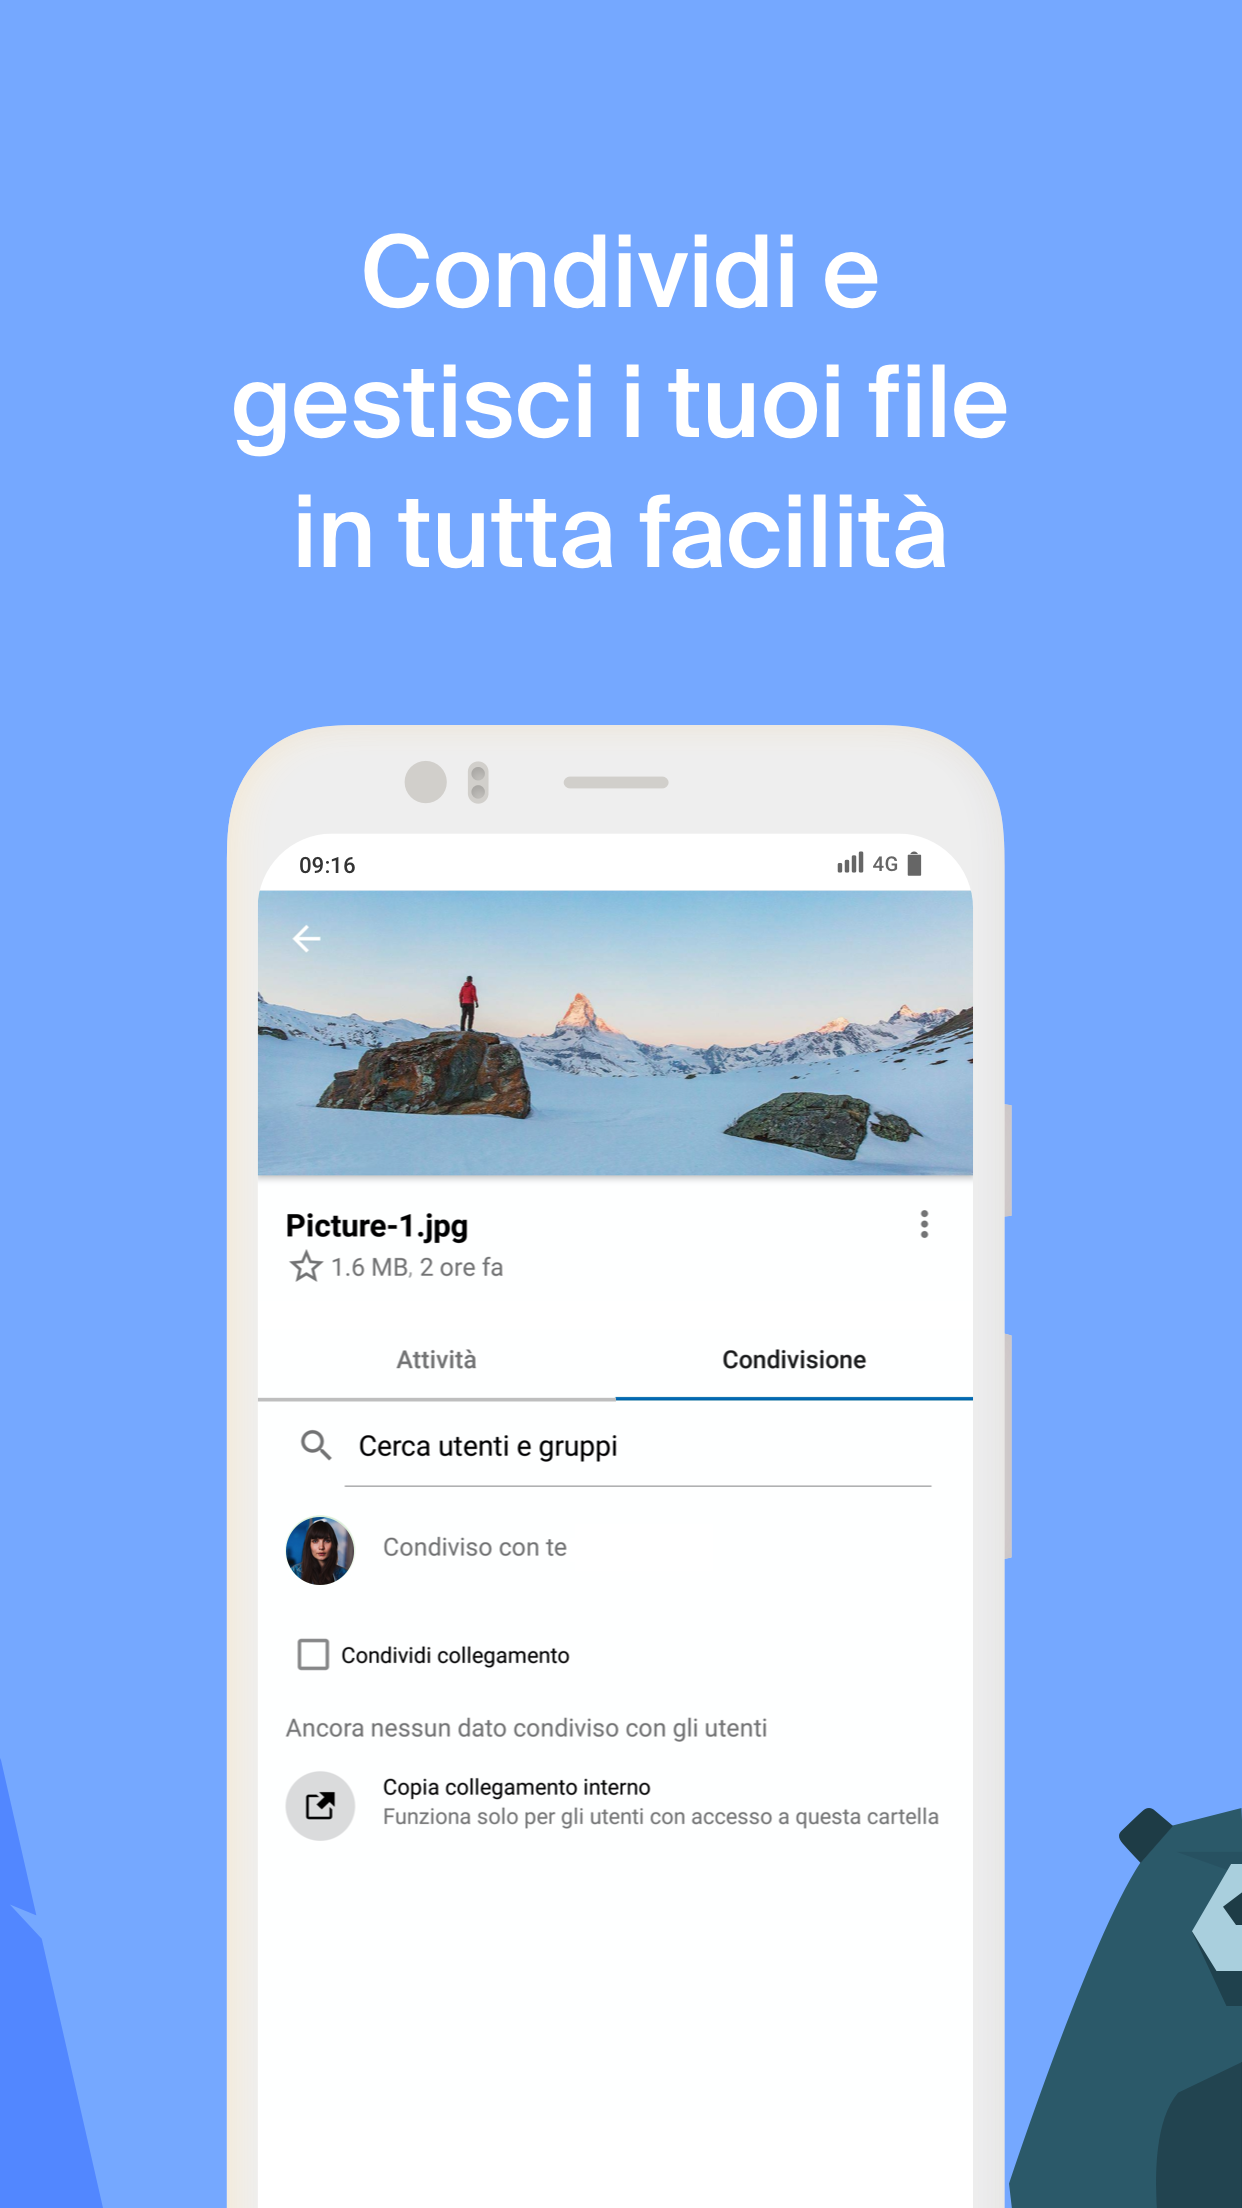 Condividi e
gestisci i tuoi file
in tutta facilità
09:16
4G
Picture-1.jpg
1.6 MB, 2 ore fa
Attività
Condivisione
Cerca utenti e gruppi
Condiviso con te
Condividi collegamento
Ancora nessun dato condiviso con gli utenti
Copia collegamento interno
Funziona solo per gli utenti con accesso a questa cartella